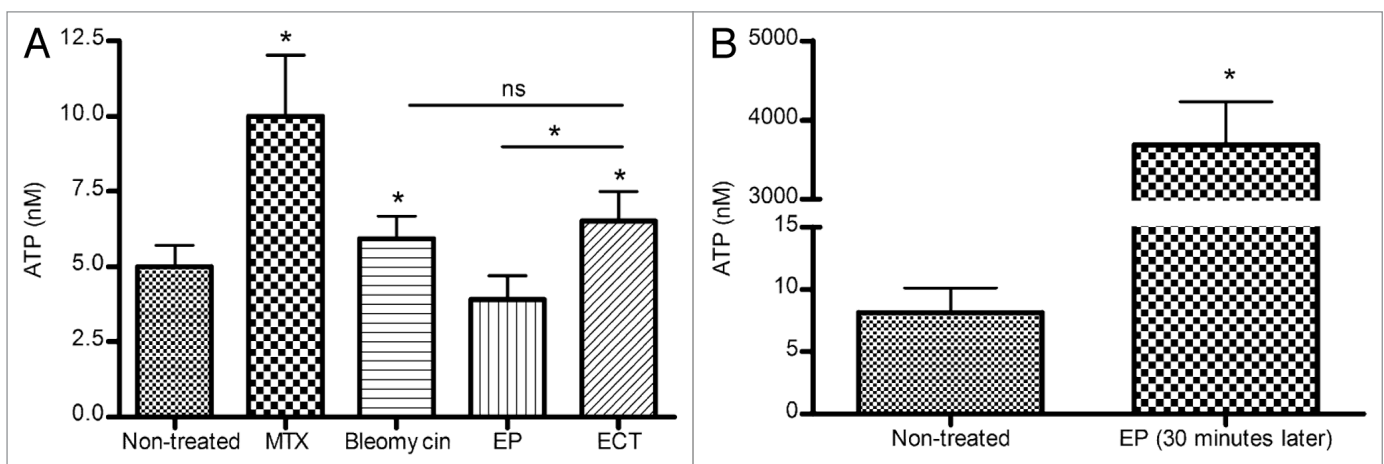 A
ATP (nM)
12.5
10.0
7.5
5.0
2.5
0.0
*
ns
*
*
*
Non-treated MTX Bleomy cin EP ECT
B
ATP (nM)
5000
4000
3000
15
10
5
0
*
Non-treated EP (30 minutes later)